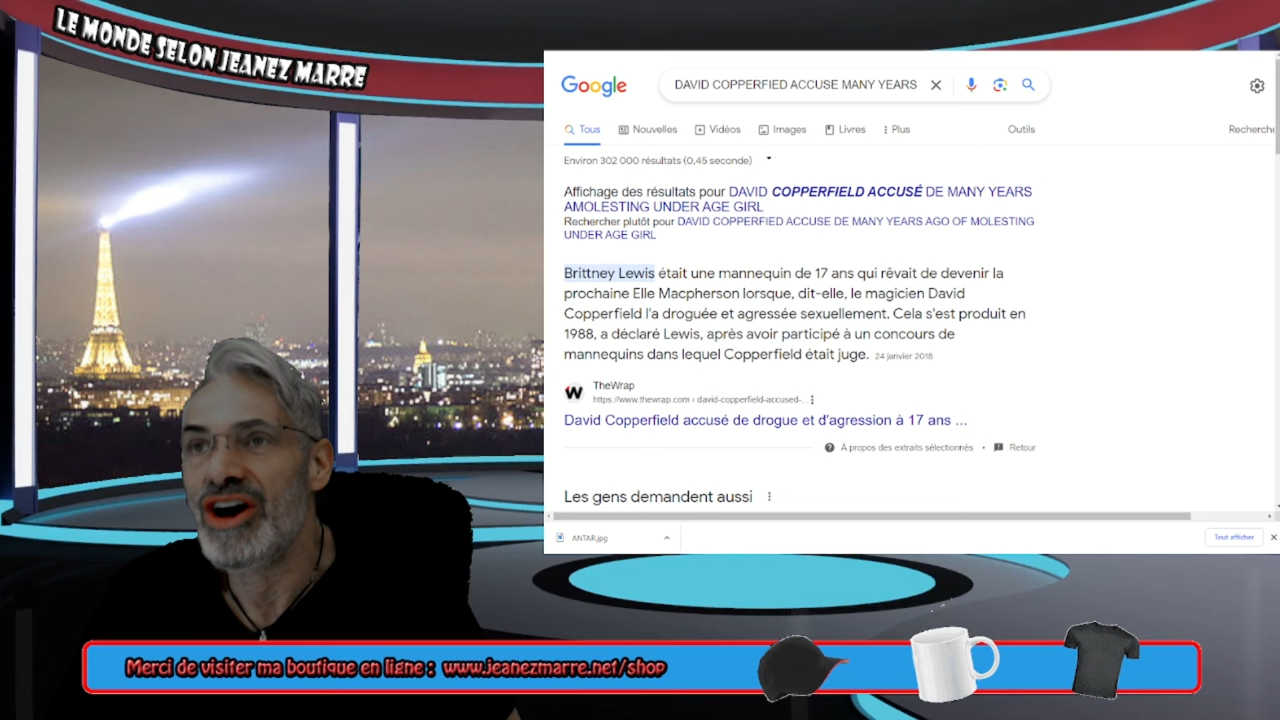 LE MONDE SELON JEANEZ MARRE
Google
DAVID COPPERFIED ACCUSE MANY YEARS
Tous
Nouvelles
Vidéos
Images
Livres
Plus
Outils
Recherche
Environ 302 000 résultats (0,45 seconde)
Affichage des résultats pour DAVID COPPERFIELD ACCUSÉ DE MANY YEARS
AMOLESTING UNDER AGE GIRL
Rechercher plutôt pour DAVID COPPERFIED ACCUSE DE MANY YEARS AGO OF MOLESTING
UNDER AGE GIRL
Brittney Lewis était une mannequin de 17 ans qui rêvait de devenir la
prochaine Elle Macpherson lorsque, dit-elle, le magicien David
Copperfield l'a droguée et agressée sexuellement. Cela s'est produit en
1988, a déclaré Lewis, après avoir participé à un concours de
mannequins dans lequel Copperfield était juge. 24 janvier 2018
W
TheWrap
https://www.thewrap.com › david-copperfield-accused-...
David Copperfield accusé de drogue et d'agression à 17 ans ...
À propos des extraits sélectionnés • Retour
Les gens demandent aussi
ANTAR.jpg
Tout afficher
Merci de visiter ma boutique en ligne : www.jeanezmarre.net/shop